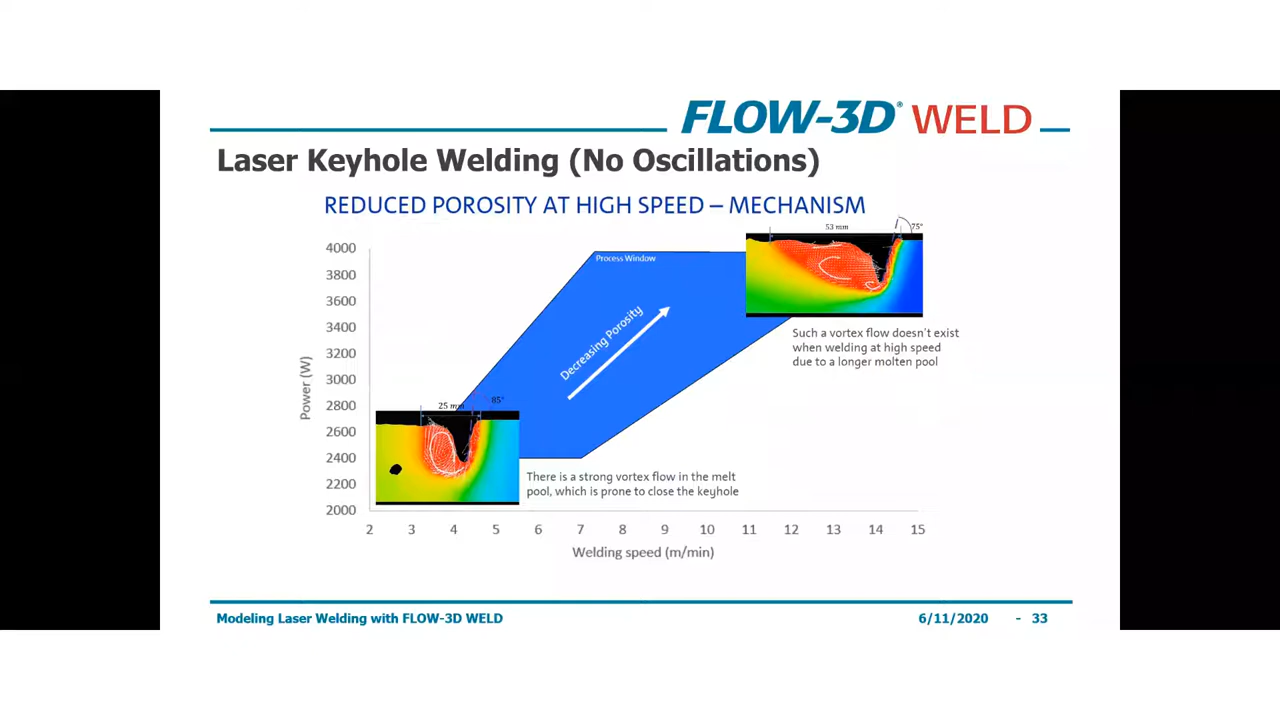 FLOW-3D® WELD
Laser Keyhole Welding (No Oscillations)
REDUCED POROSITY AT HIGH SPEED – MECHANISM
53 mm
75°
4000
Process Window
3800
3600
3400
3200
3000
2800
2600
2400
2200
2000
Power (W)
Decreasing Porosity
Such a vortex flow doesn't exist
when welding at high speed
due to a longer molten pool
25 mm
85°
There is a strong vortex flow in the melt
pool, which is prone to close the keyhole
2 3 4 5 6 7 8 9 10 11 12 13 14 15
Welding speed (m/min)
Modeling Laser Welding with FLOW-3D WELD
6/11/2020 - 33